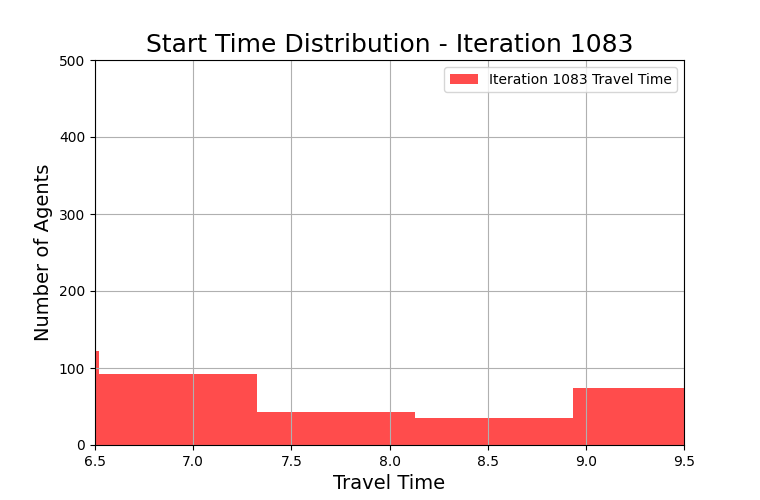 Start Time Distribution - Iteration 1083
Iteration 1083 Travel Time
Number of Agents
500
400
300
200
100
0
6.5 7.0 7.5 8.0 8.5 9.0 9.5
Travel Time